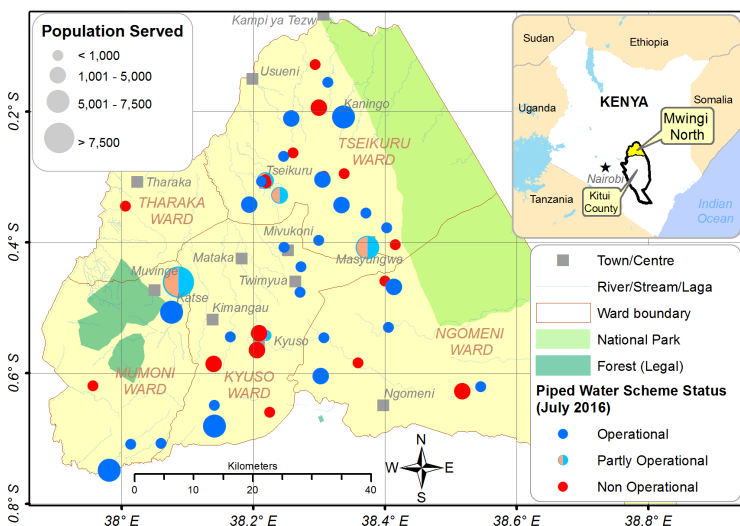 Population Served
< 1,000
1,001 - 5,000
5,001 - 7,500
> 7,500
Kampi ya Tezw
Usueni
Kaningo
TSEIKURU
WARD
Tseikuru
Tharaka
THARAKA
WARD
Mivukoni
Mataka
Masyungwa
Muvinge
Twimyua
Katse
Kimangau
Kyuso
NGOMENI
WARD
MUMONI
WARD
KYUSO
WARD
Ngomeni
Kilometers
0 10 20 30 40
N
W E
S
0.2° S
0.4° S
0.6° S
0.8° S
38° E
38.2° E
38.4° E
38.6° E
Sudan
Ethiopia
Uganda
KENYA
Somalia
Mwingi
North
Nairobi
Kitui
County
Tanzania
Indian
Ocean
Town/Centre
River/Stream/Laga
Ward boundary
National Park
Forest (Legal)
Piped Water Scheme Status
(July 2016)
Operational
Partly Operational
Non Operational